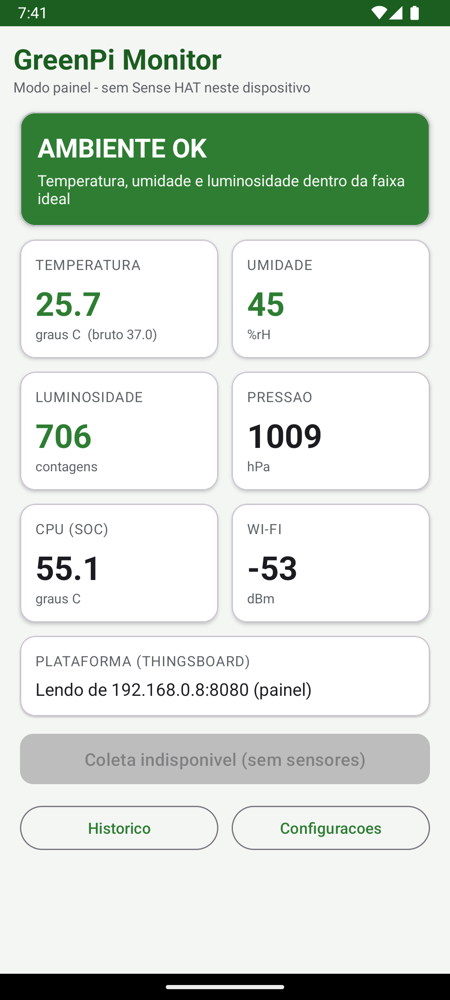 7:41
GreenPi Monitor
Modo painel - sem Sense HAT neste dispositivo
AMBIENTE OK
Temperatura, umidade e luminosidade dentro da faixa
ideal
TEMPERATURA
25.7
graus C  (bruto 37.0)
UMIDADE
45
%rH
LUMINOSIDADE
706
contagens
PRESSAO
1009
hPa
CPU (SOC)
55.1
graus C
WI-FI
-53
dBm
PLATAFORMA (THINGSBOARD)
Lendo de 192.168.0.8:8080 (painel)
Coleta indisponivel (sem sensores)
Historico
Configuracoes